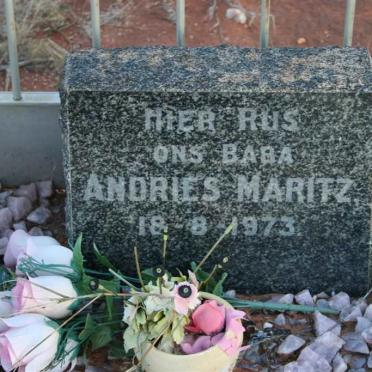 HIER RUS
ONS BABA
ANDRIES MARITZ
18-8-1973